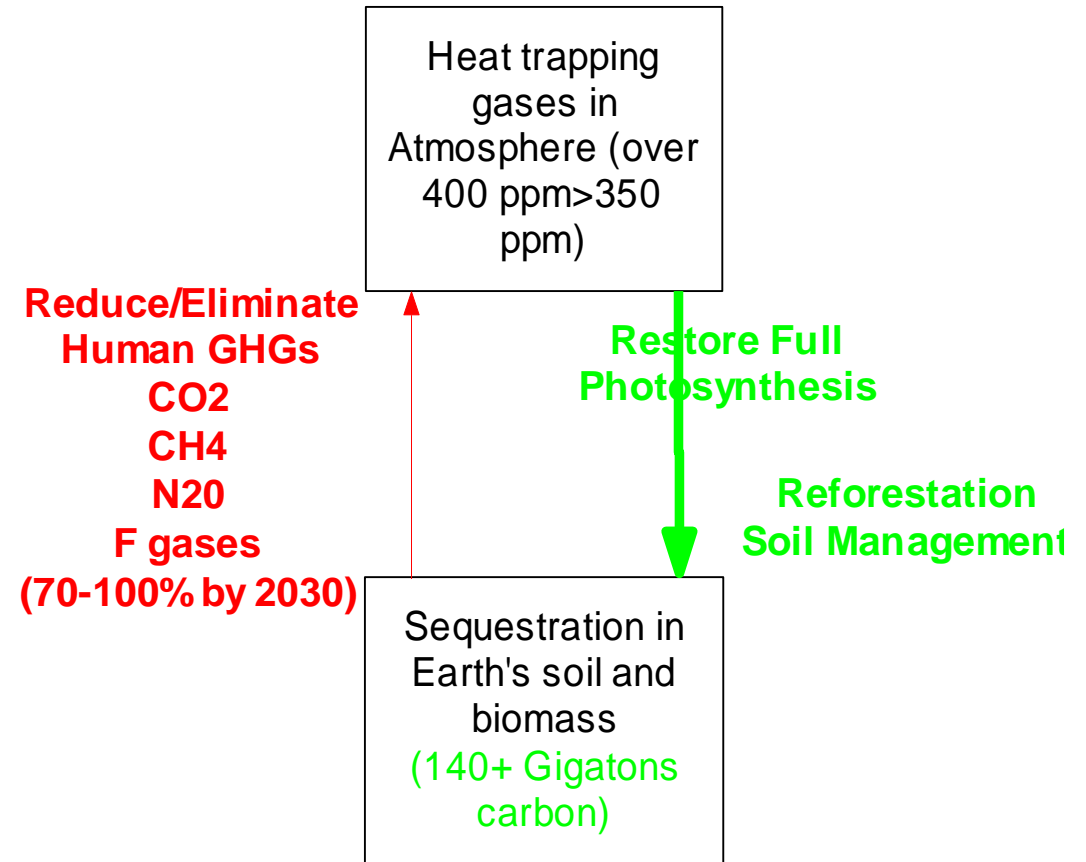 Heat trapping
gases in
Atmosphere (over
400 ppm>350
ppm)
Reduce/Eliminate
Human GHGs
CO2
CH4
N20
F gases
(70-100% by 2030)
Restore Full
Photosynthesis
Reforestation
Soil Management
Sequestration in
Earth's soil and
biomass
(140+ Gigatons
carbon)